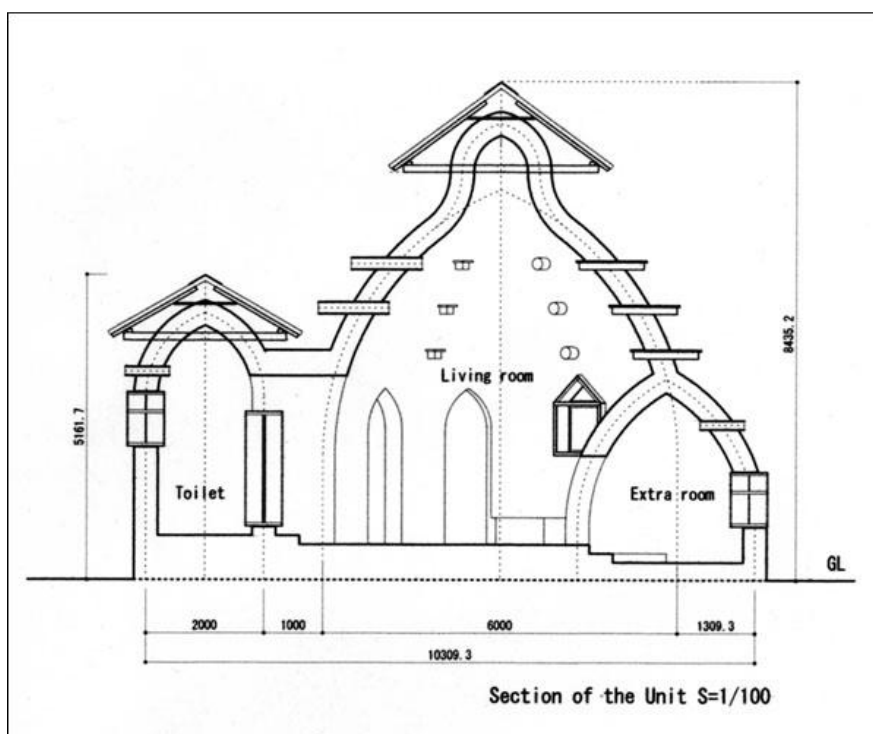 8435.2
5161.7
Living room
Toilet
Extra room
GL
2000
1000
6000
1309.3
10309.3
Section of the Unit S=1/100